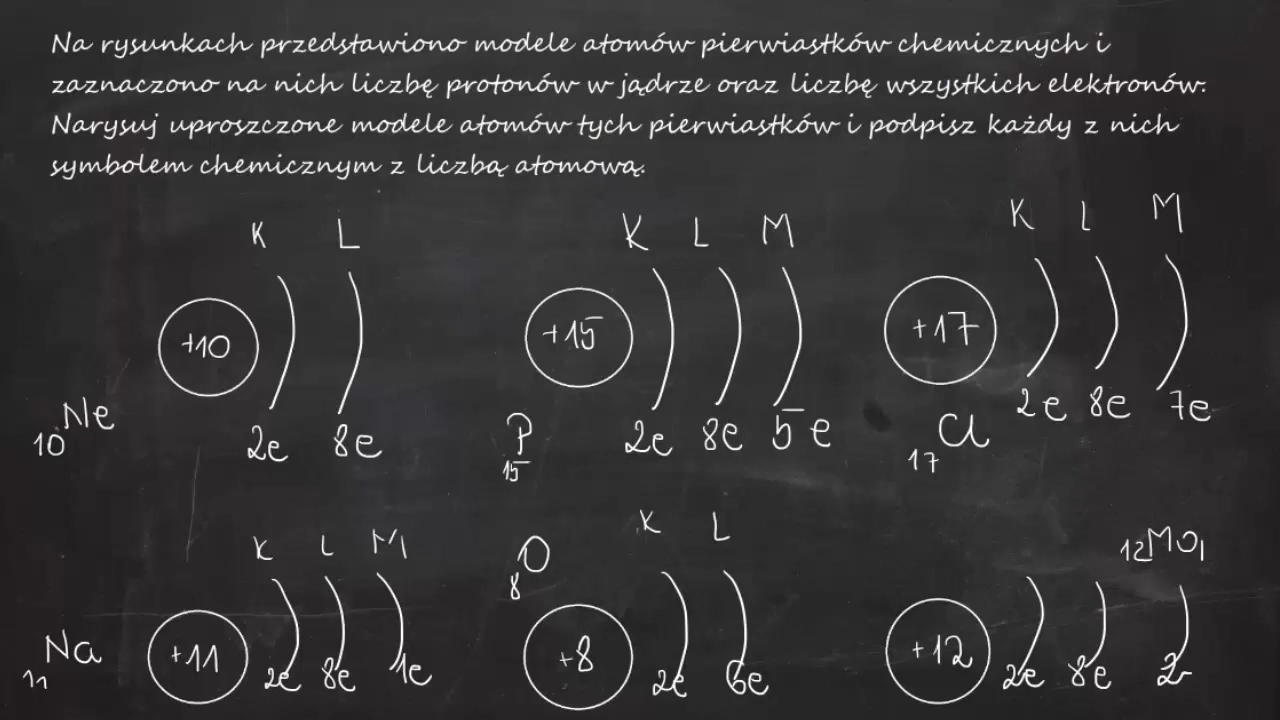 Na rysunkach przedstawiono modele atomów pierwiastków chemicznych i
zaznaczono na nich liczbę protonów w jądrze oraz liczbę wszystkich elektronów.
Narysuj uproszczone modele atomów tych pierwiastków i podpisz każdy z nich
symbolem chemicznym z liczbą atomową.
K L
+10
10Ne
2e 8e
K L M
+15
P
15
2e 8e 5e
K L M
+17
17Cl
2e 8e 7e
K L M
11Na
+11
2e 8e 1e
K L
8O
+8
2e 6e
+12
2e 8e 2